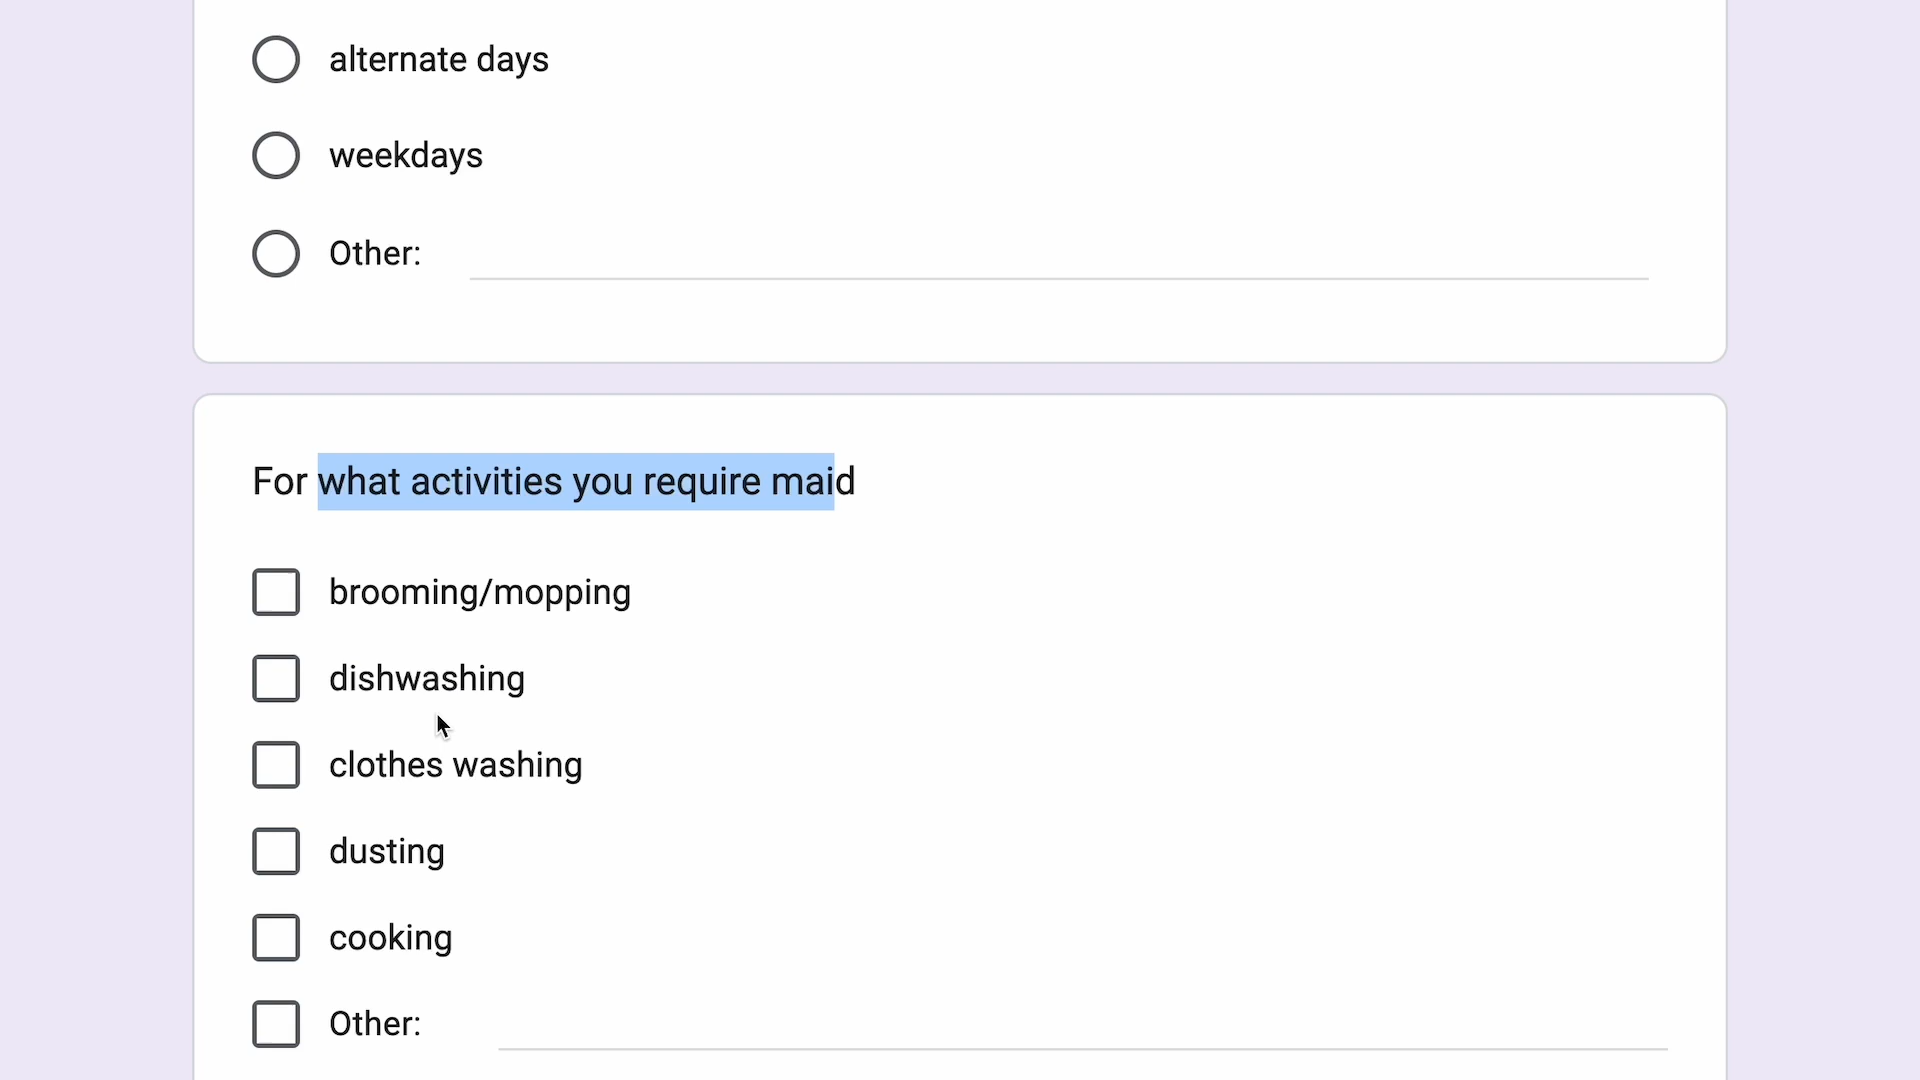 alternate days
weekdays
Other:
For what activities you require maid
brooming/mopping
dishwashing
clothes washing
dusting
cooking
Other: